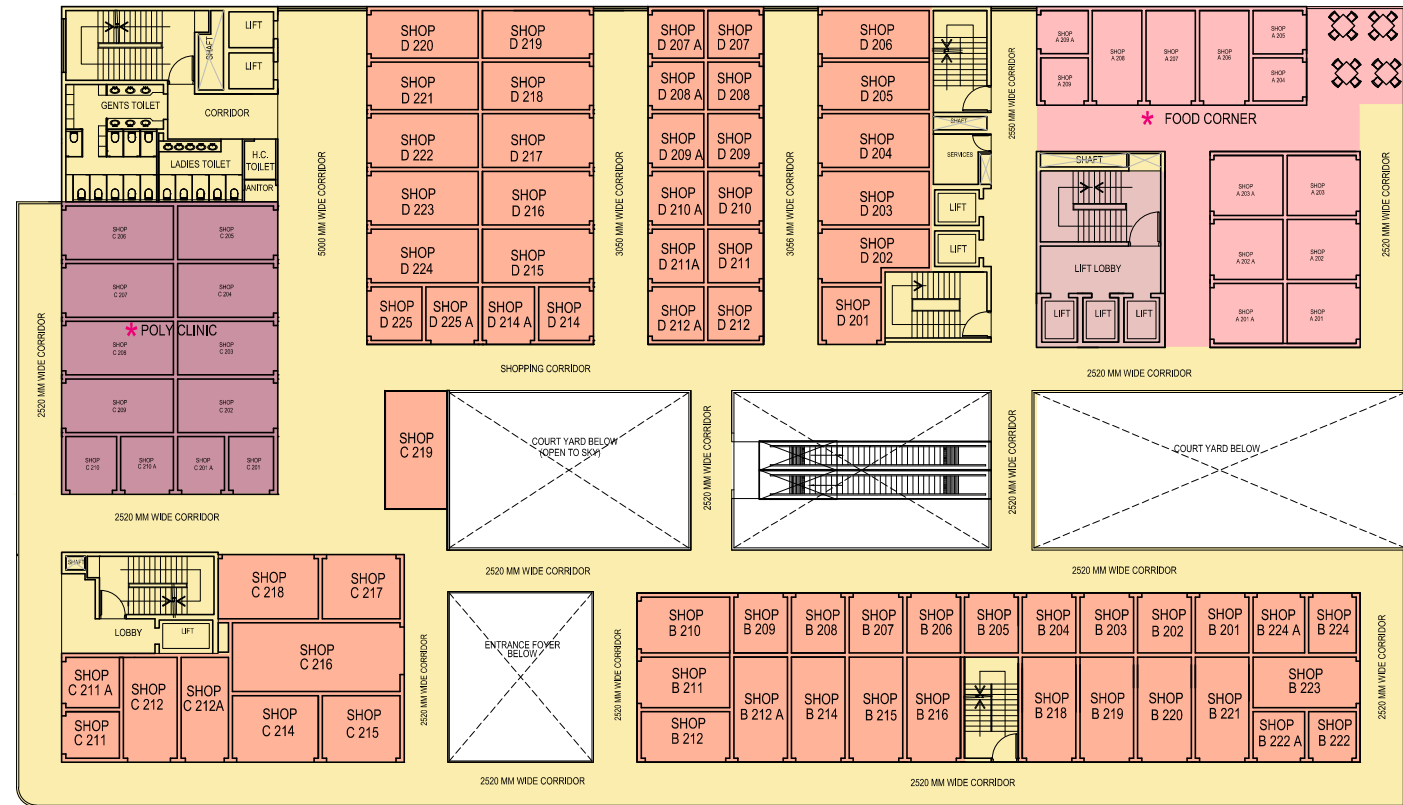 LIFT
LIFT
SHAFT
GENTS TOILET
CORRIDOR
LADIES TOILET
H.C.
TOILET
JANITOR
SHOP
C 206
SHOP
C 205
SHOP
C 207
SHOP
C 204
* POLY CLINIC
SHOP
C 208
SHOP
C 203
SHOP
C 209
SHOP
C 202
SHOP
C 210
SHOP
C 210 A
SHOP
C 201 A
SHOP
C 201
2520 MM WIDE CORRIDOR
2520 MM WIDE CORRIDOR
5000 MM WIDE CORRIDOR
SHOP
D 220
SHOP
D 219
SHOP
D 221
SHOP
D 218
SHOP
D 222
SHOP
D 217
SHOP
D 223
SHOP
D 216
SHOP
D 224
SHOP
D 215
SHOP
D 225
SHOP
D 225 A
SHOP
D 214 A
SHOP
D 214
SHOPPING CORRIDOR
3050 MM WIDE CORRIDOR
SHOP
D 207 A
SHOP
D 207
SHOP
D 208 A
SHOP
D 208
SHOP
D 209 A
SHOP
D 209
SHOP
D 210 A
SHOP
D 210
SHOP
D 211A
SHOP
D 211
SHOP
D 212 A
SHOP
D 212
3056 MM WIDE CORRIDOR
SHOP
D 206
SHOP
D 205
SHOP
D 204
SHOP
D 203
SHOP
D 202
SHOP
D 201
SHAFT
SERVICES
LIFT
LIFT
2560 MM WIDE CORRIDOR
SHOP
A 209 A
SHOP
A 209
SHOP
A 208
SHOP
A 207
SHOP
A 206
SHOP
A 205
SHOP
A 204
* FOOD CORNER
SHAFT
LIFT LOBBY
LIFT
LIFT
LIFT
SHOP
A 203 A
SHOP
A 203
SHOP
A 202 A
SHOP
A 202
SHOP
A 201 A
SHOP
A 201
2520 MM WIDE CORRIDOR
2520 MM WIDE CORRIDOR
SHOP
C 219
COURT YARD BELOW
(OPEN TO SKY)
2520 MM WIDE CORRIDOR
2520 MM WIDE CORRIDOR
COURT YARD BELOW
2520 MM WIDE CORRIDOR
2520 MM WIDE CORRIDOR
SHAFT
LOBBY
LIFT
SHOP
C 218
SHOP
C 217
SHOP
C 216
SHOP
C 211 A
SHOP
C 211
SHOP
C 212
SHOP
C 212A
SHOP
C 214
SHOP
C 215
2520 MM WIDE CORRIDOR
ENTRANCE FOYER
BELOW
2520 MM WIDE CORRIDOR
2520 MM WIDE CORRIDOR
SHOP
B 210
SHOP
B 209
SHOP
B 208
SHOP
B 207
SHOP
B 206
SHOP
B 205
SHOP
B 204
SHOP
B 203
SHOP
B 202
SHOP
B 201
SHOP
B 224 A
SHOP
B 224
SHOP
B 211
SHOP
B 212
SHOP
B 212 A
SHOP
B 214
SHOP
B 215
SHOP
B 216
SHOP
B 218
SHOP
B 219
SHOP
B 220
SHOP
B 221
SHOP
B 223
SHOP
B 222 A
SHOP
B 222
2520 MM WIDE CORRIDOR
2520 MM WIDE CORRIDOR